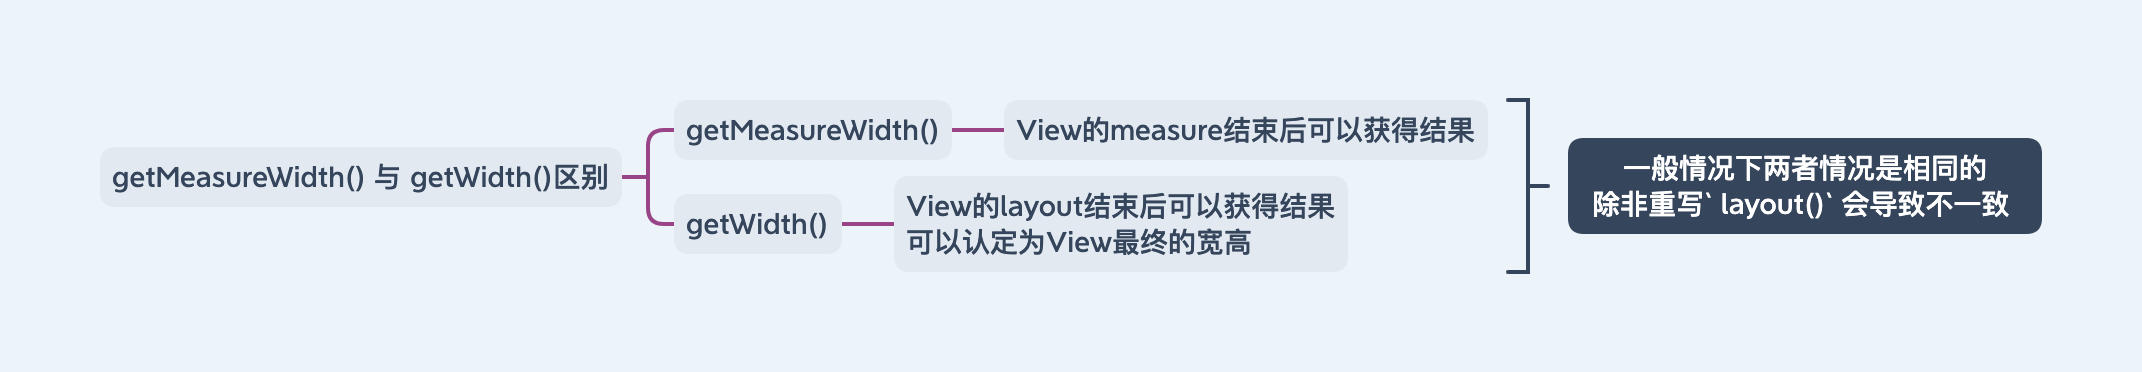 getMeasureWidth() 与 getWidth()区别
getMeasureWidth()
View的measure结束后可以获得结果
getWidth()
View的layout结束后可以获得结果
可以认定为View最终的宽高
一般情况下两者情况是相同的
除非重写` layout()` 会导致不一致